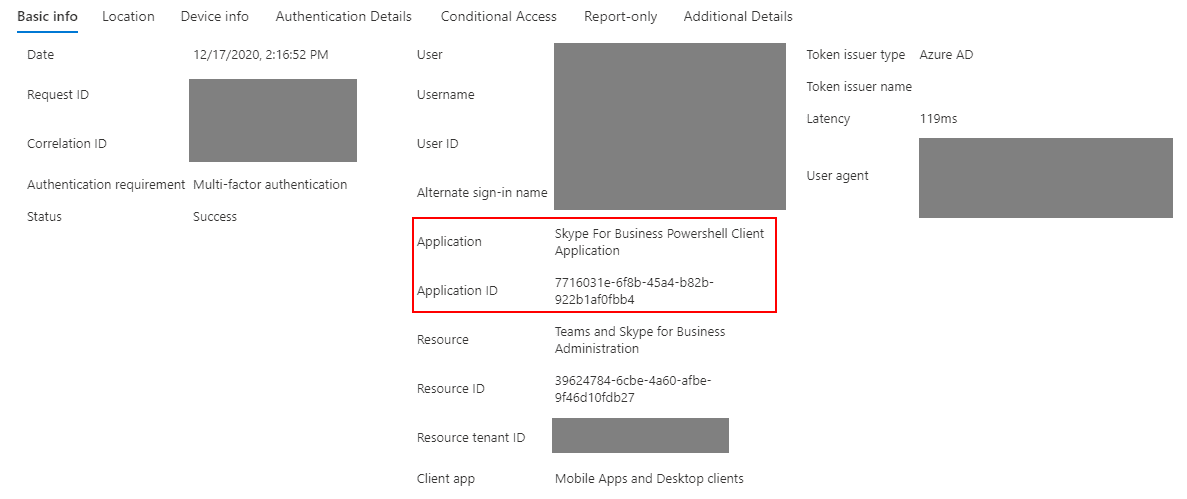 Basic info Location Device info Authentication Details Conditional Access Report-only Additional Details
Date 12/17/2020, 2:16:52 PM
Request ID
Correlation ID
Authentication requirement Multi-factor authentication
Status Success
User
Username
User ID
Alternate sign-in name
Application Skype For Business Powershell Client
Application
Application ID 7716031e-6f8b-45a4-b82b-
922b1af0fbb4
Resource Teams and Skype for Business
Administration
Resource ID 39624784-6cbe-4a60-afbe-
9f46d10fdb27
Resource tenant ID
Client app Mobile Apps and Desktop clients
Token issuer type Azure AD
Token issuer name
Latency 119ms
User agent